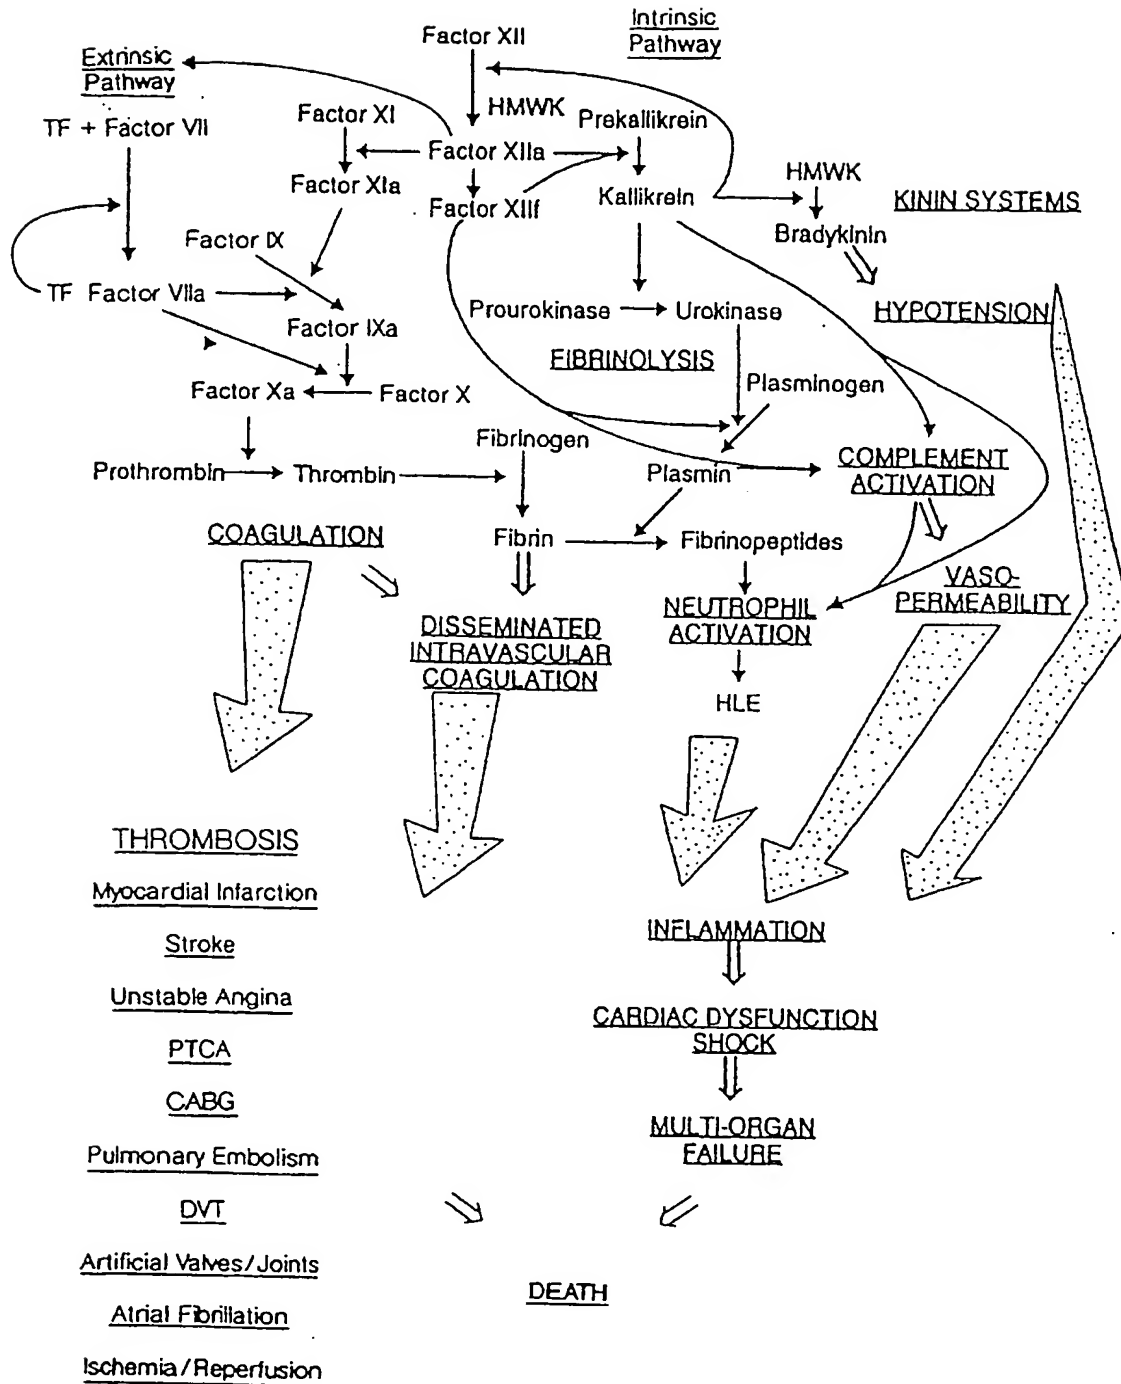 Intrinsic
Pathway
Factor XII
Extrinsic
Pathway
HMWK
Factor XI
Prekallikrein
TF + Factor VII
Factor XIIa
HMWK
Factor XIa
Kallikrein
KININ SYSTEMS
Factor XIIf
Bradykinin
Factor IX
TF Factor VIIa
Prourokinase
Urokinase
HYPOTENSION
Factor IXa
FIBRINOLYSIS
Plasminogen
Factor Xa
Factor X
Fibrinogen
Prothrombin
Thrombin
Plasmin
COMPLEMENT
ACTIVATION
COAGULATION
Fibrin
Fibrinopeptides
VASO-
PERMEABILITY
NEUTROPHIL
ACTIVATION
DISSEMINATED
INTRAVASCULAR
COAGULATION
HLE
THROMBOSIS
Myocardial Infarction
INFLAMMATION
Stroke
Unstable Angina
CARDIAC DYSFUNCTION
SHOCK
PTCA
CABG
MULTI-ORGAN
FAILURE
Pulmonary Embolism
DVT
Artificial Valves/Joints
DEATH
Atrial Fibrillation
Ischemia/Reperfusion